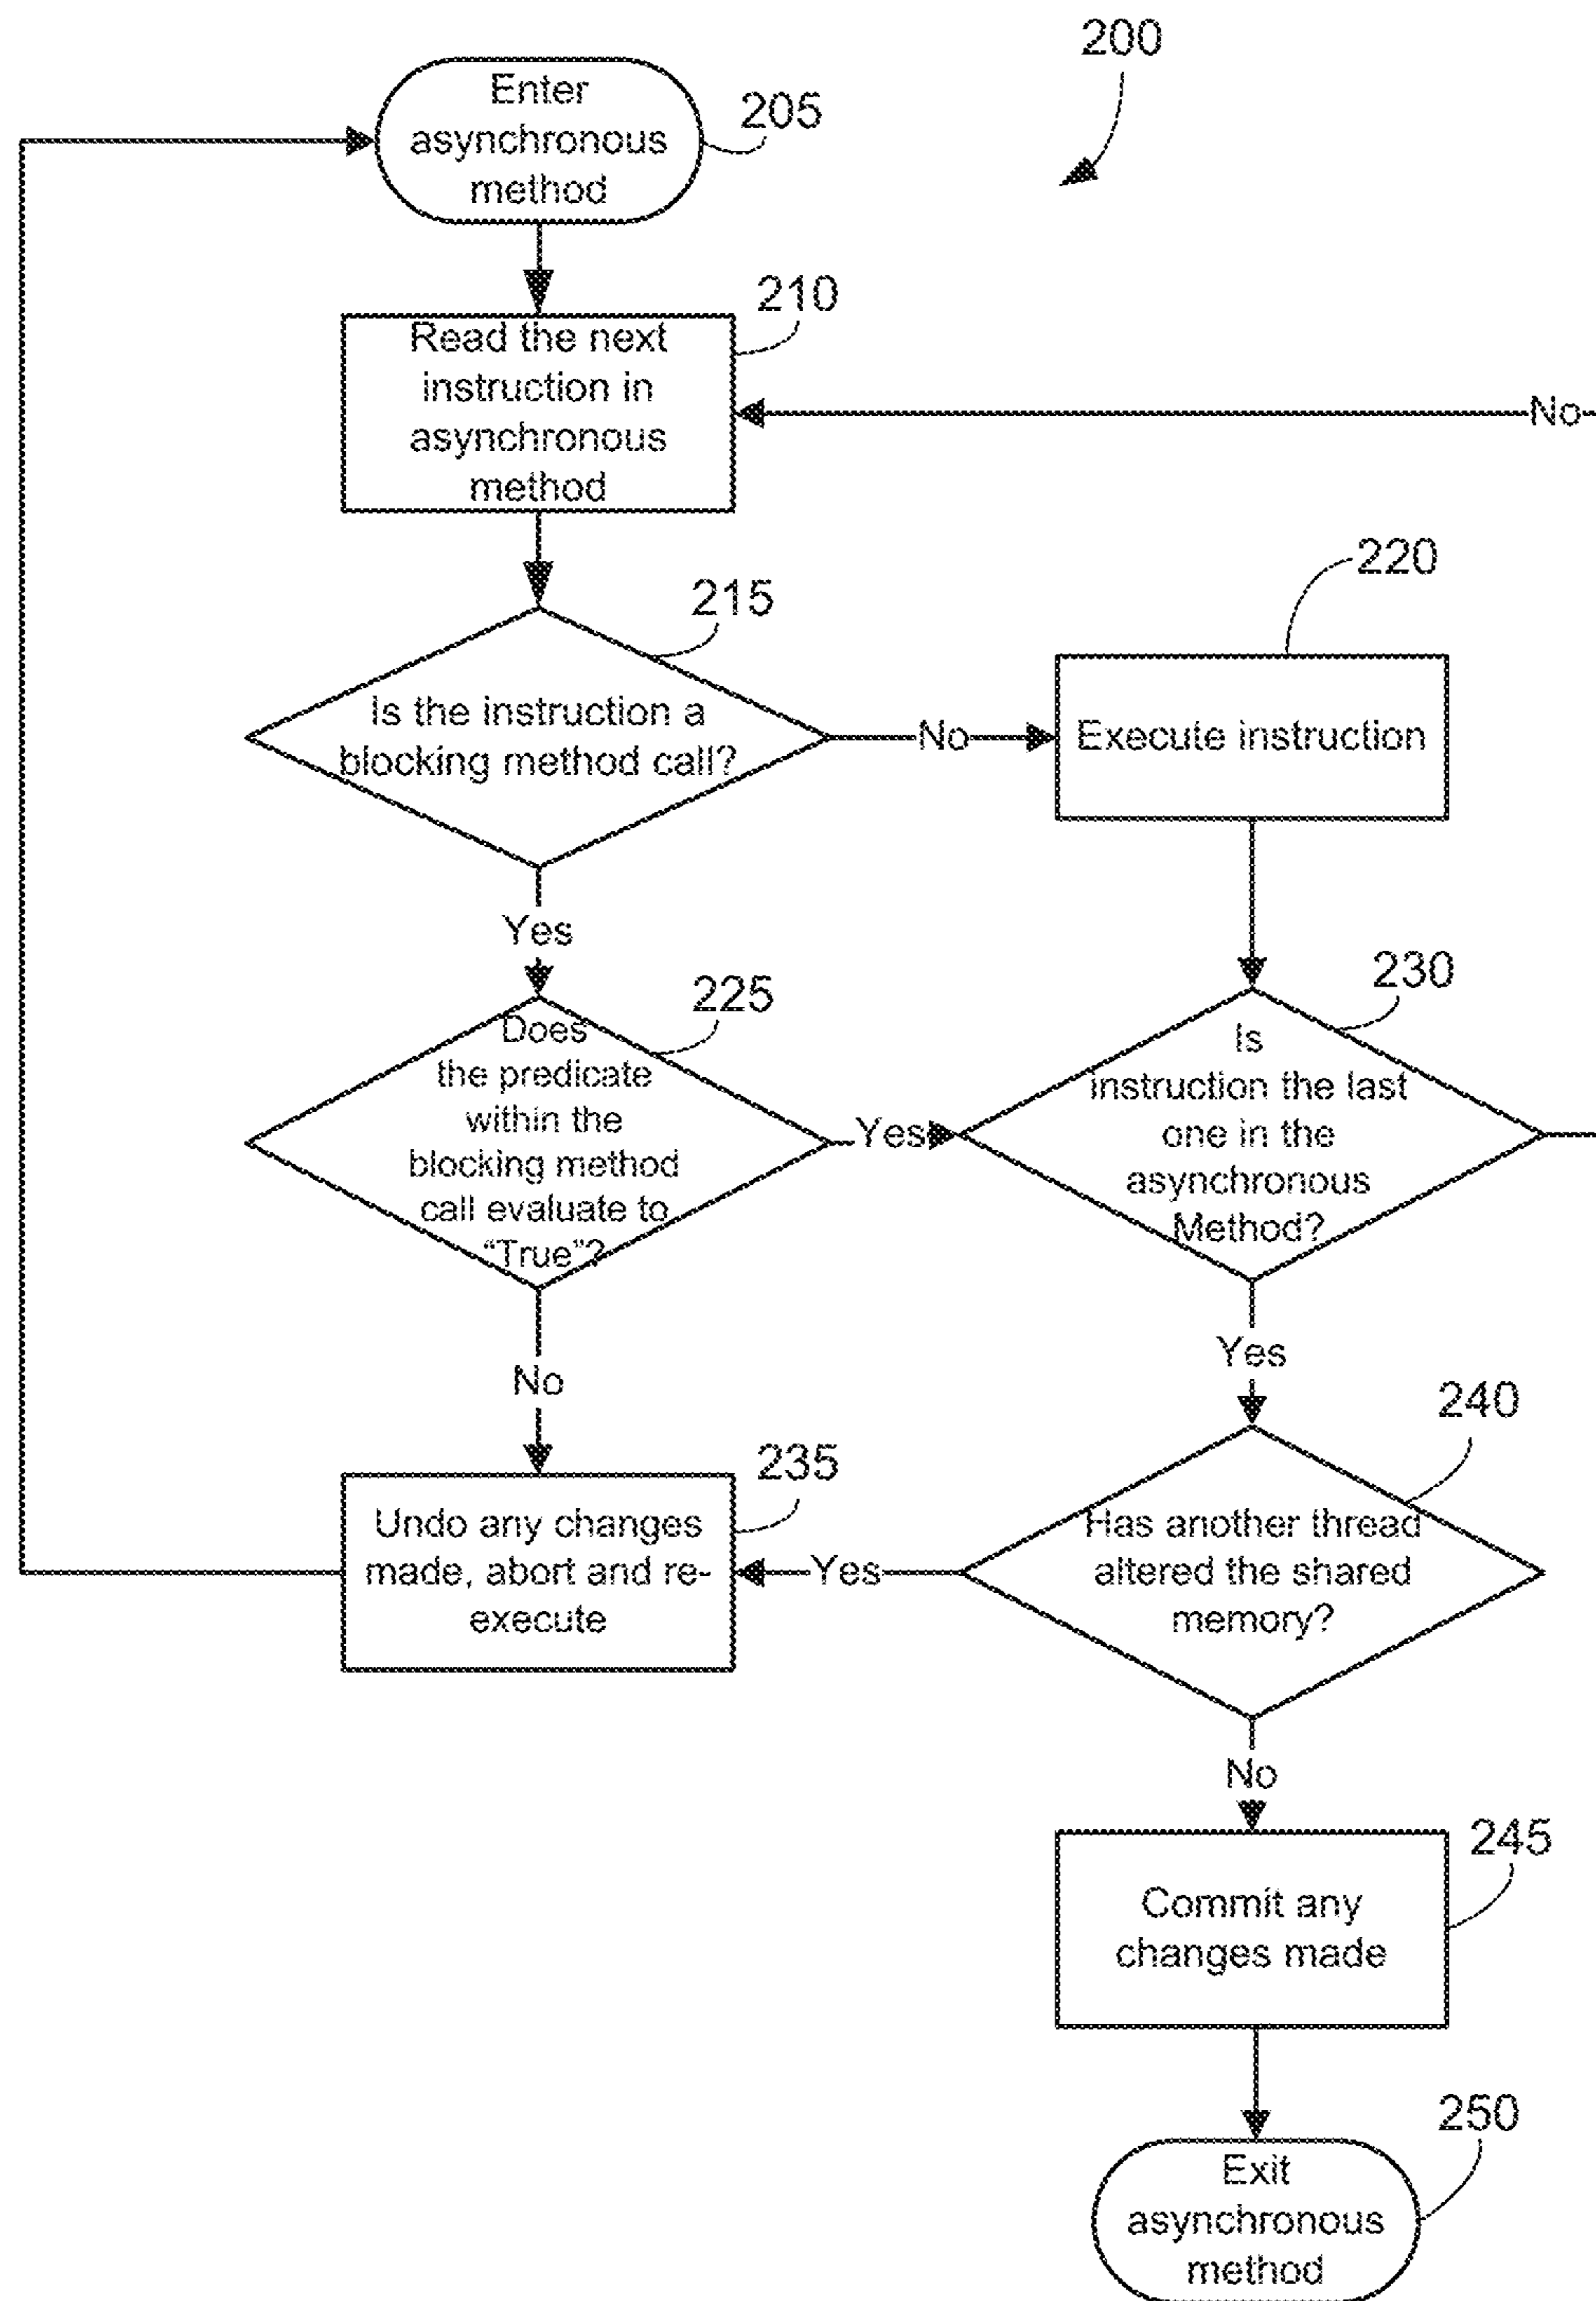 200
Enter
asynchronous
method
205
210
Read the next
instruction in
asynchronous
method
No
215
220
Is the instruction a
blocking method call?
No
Execute instruction
Yes
225
230
Does
the predicate
within the
blocking method
call evaluate to
“True”?
Yes
Is
instruction the last
one in the
asynchronous
Method?
No
Yes
235
240
Undo any changes
made, abort and re-
execute
Yes
Has another thread
altered the shared
memory?
No
245
Commit any
changes made
250
Exit
asynchronous
method